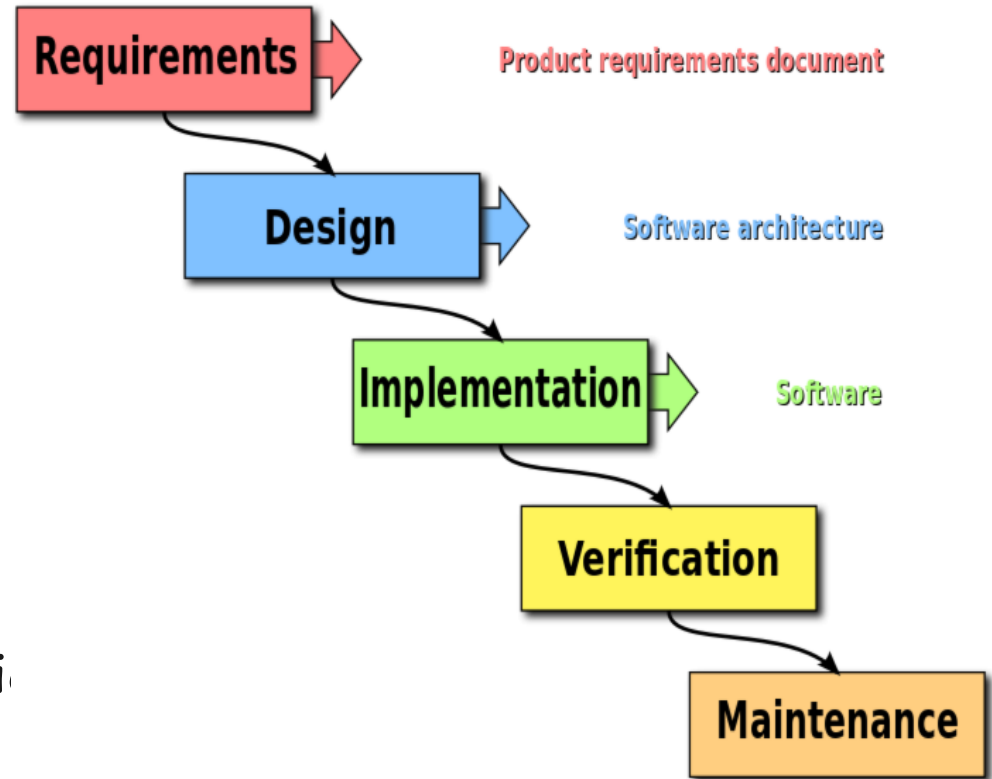 Requirements
Product requirements document
Design
Software architecture
Implementation
Software
Verification
Maintenance